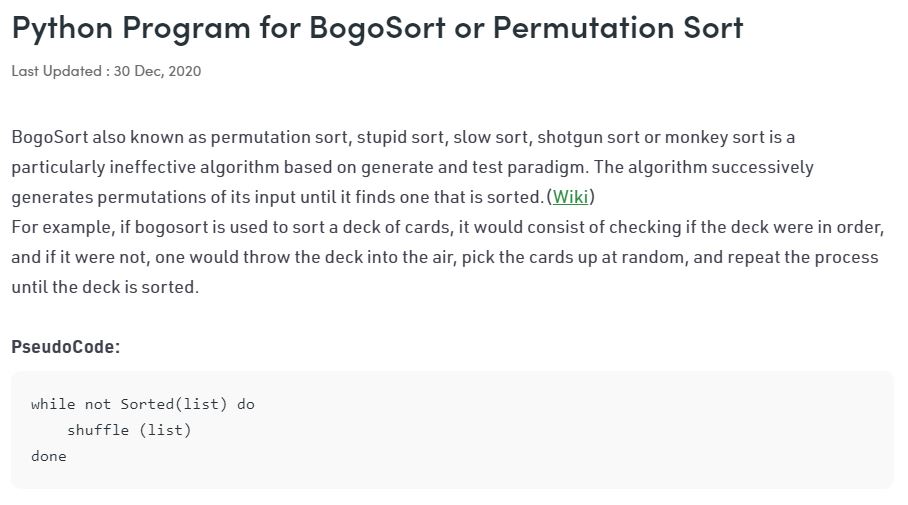 Python Program for BogoSort or Permutation Sort
Last Updated : 30 Dec, 2020
BogoSort also known as permutation sort, stupid sort, slow sort, shotgun sort or monkey sort is a
particularly ineffective algorithm based on generate and test paradigm. The algorithm successively
generates permutations of its input until it finds one that is sorted.(Wiki)
For example, if bogosort is used to sort a deck of cards, it would consist of checking if the deck were in order,
and if it were not, one would throw the deck into the air, pick the cards up at random, and repeat the process
until the deck is sorted.
PseudoCode:
while not Sorted(list) do
    shuffle (list)
done